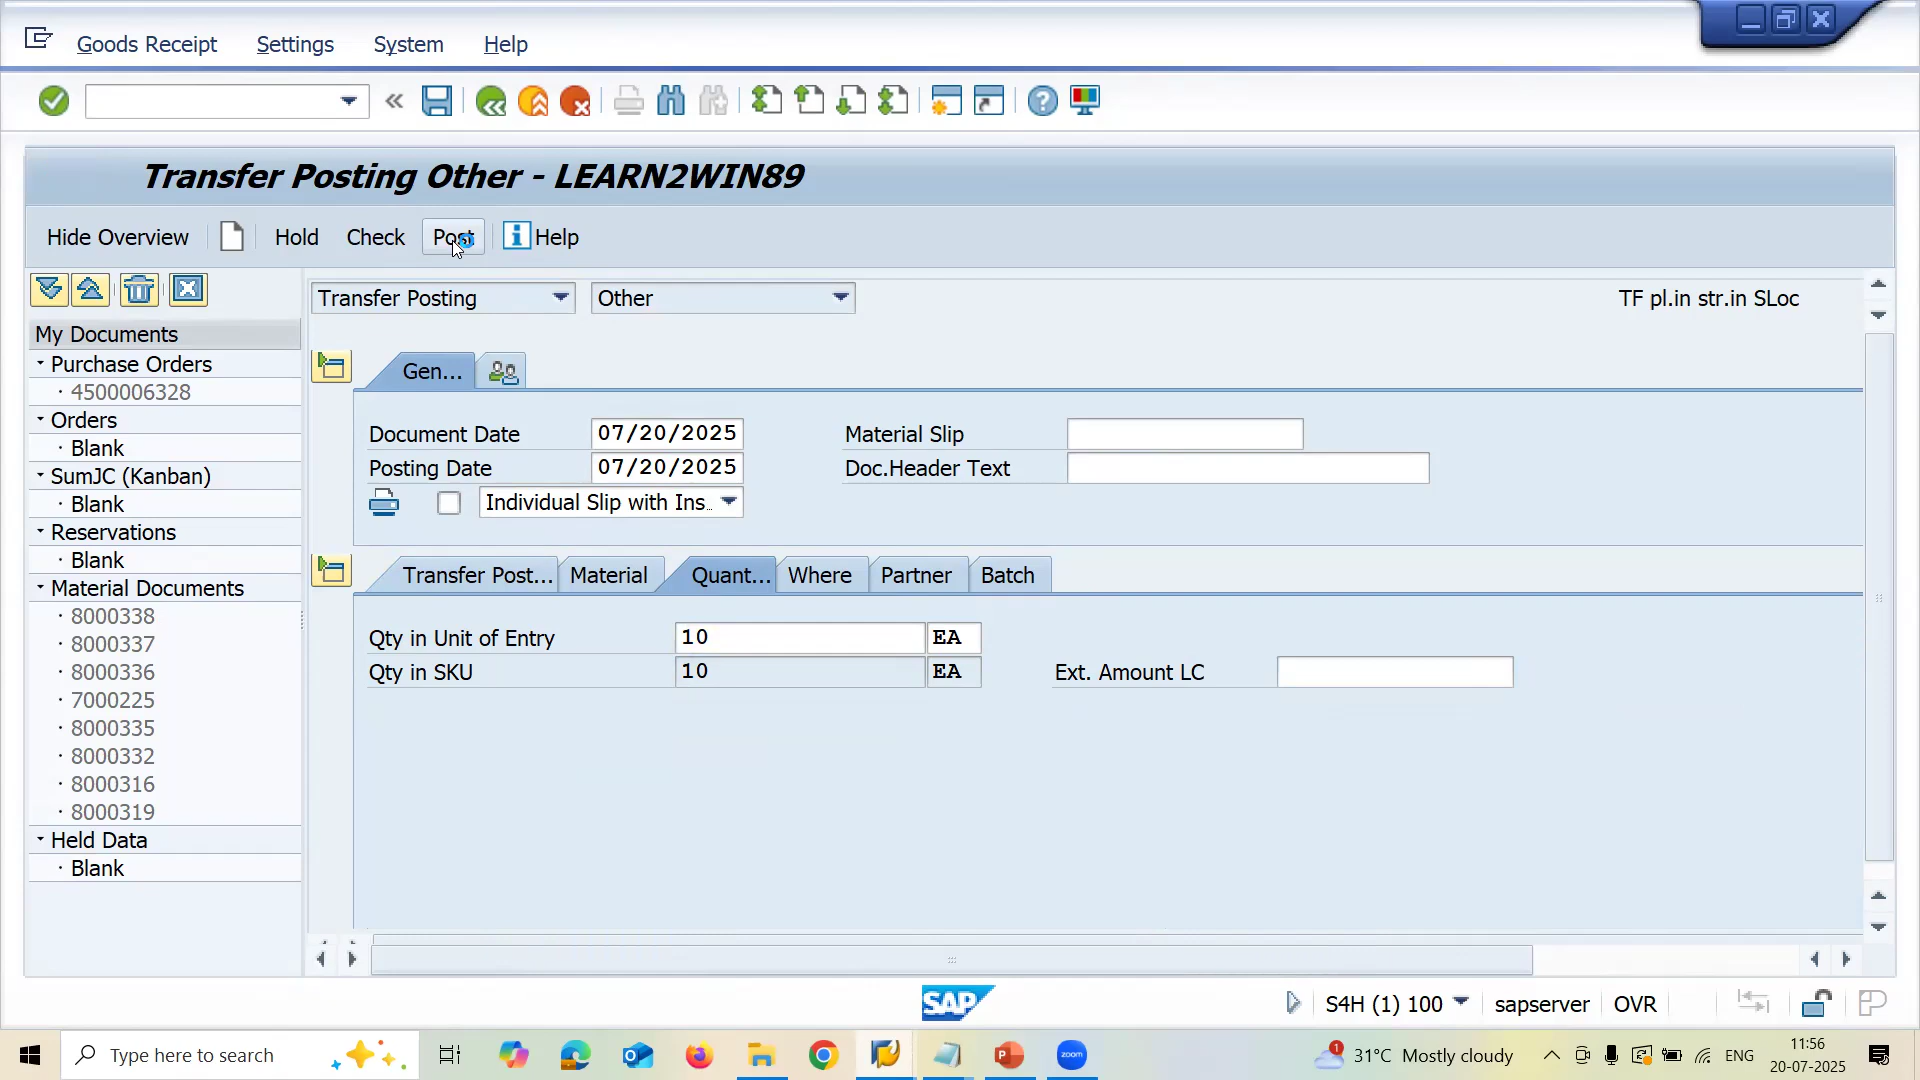 Goods Receipt Settings System Help
Transfer Posting Other - LEARN2WIN89
Hide Overview Hold Check Post Help
Transfer Posting Other TF pl.in str.in SLoc
My Documents
Purchase Orders
4500006328
Orders
Blank
SumJC (Kanban)
Blank
Reservations
Blank
Material Documents
8000338
8000337
8000336
7000225
8000335
8000332
8000316
8000319
Held Data
Blank
Gen...
Document Date 07/20/2025 Material Slip
Posting Date 07/20/2025 Doc.Header Text
Individual Slip with Ins..
Transfer Post... Material Quant... Where Partner Batch
Qty in Unit of Entry 10 EA
Qty in SKU 10 EA Ext. Amount LC
SAP S4H (1) 100 sapserver OVR
Type here to search zoom 1 31°C Mostly cloudy ENG 11:56
20-07-2025